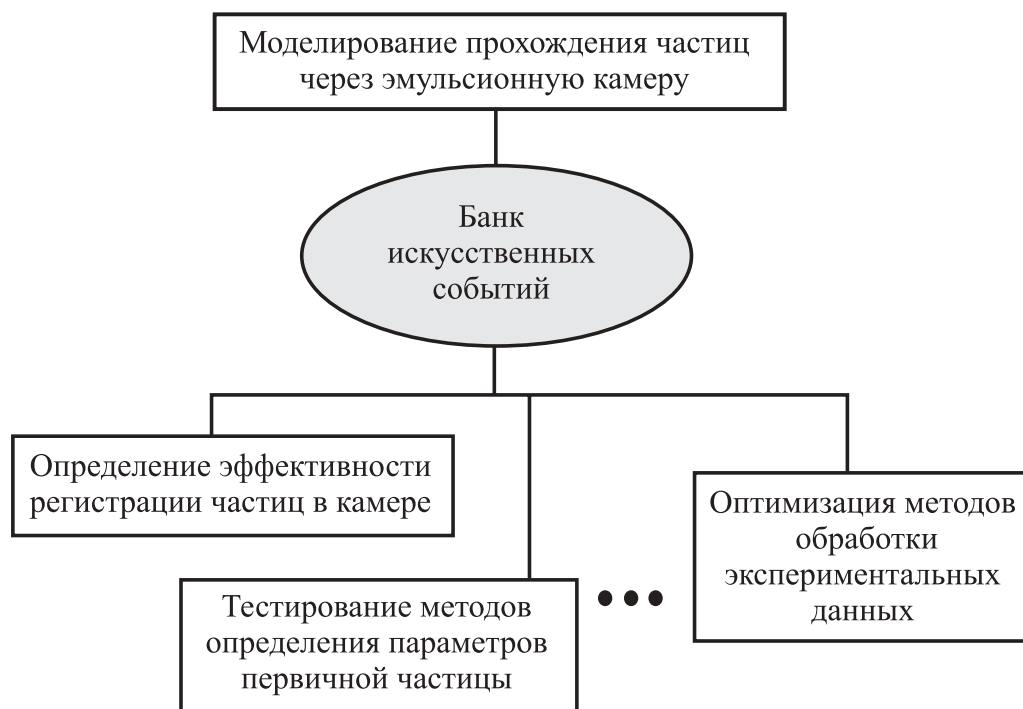 Моделирование прохождения частиц
через эмульсионную камеру
Банк
искусственных
событий
Определение эффективности
регистрации частиц в камере
Тестирование методов
определения параметров
первичной частицы
Оптимизация методов
обработки
экспериментальных
данных